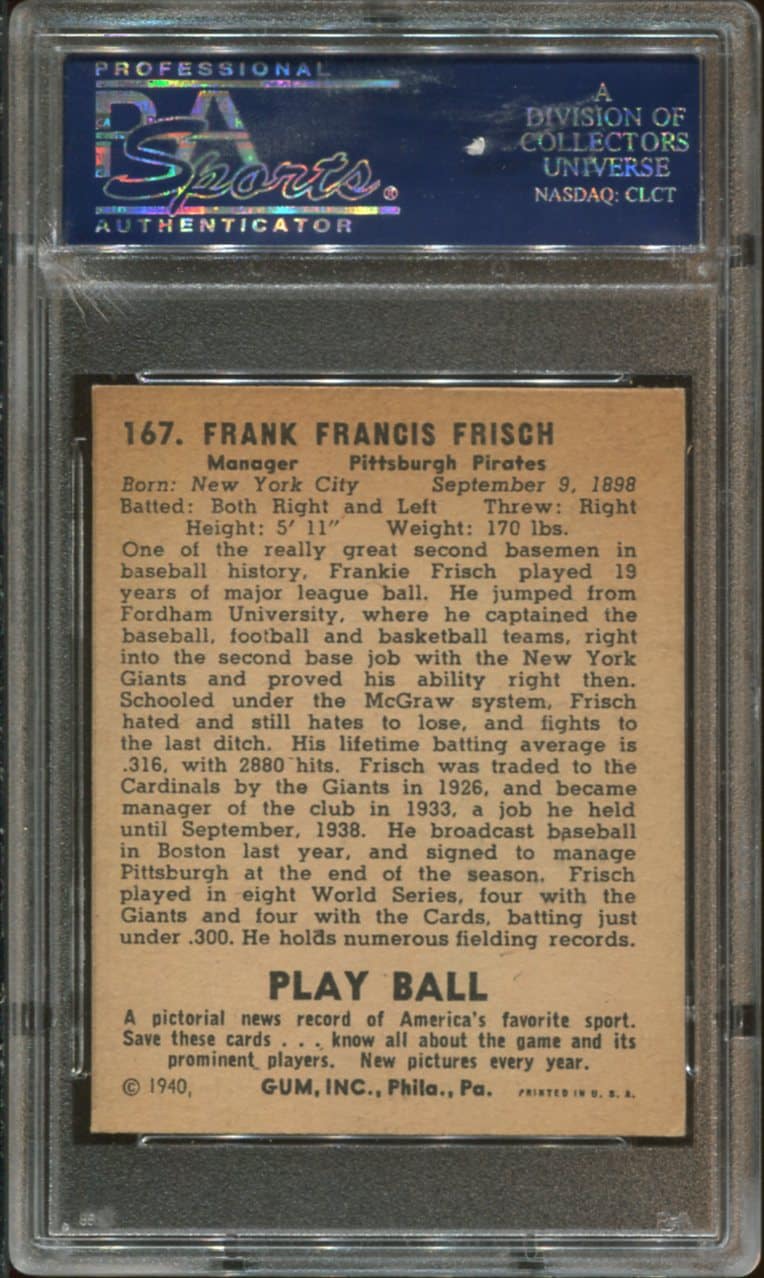 PROFESSIONAL
PSA
Sports®
AUTHENTICATOR
A
DIVISION OF
COLLECTORS
UNIVERSE
NASDAQ: CLCT
167. FRANK FRANCIS FRISCH
Manager Pittsburgh Pirates
Born: New York City September 9, 1898
Batted: Both Right and Left Threw: Right
Height: 5′ 11″ Weight: 170 lbs.
One of the really great second basemen in
baseball history, Frankie Frisch played 19
years of major league ball. He jumped from
Fordham University, where he captained the
baseball, football and basketball teams, right
into the second base job with the New York
Giants and proved his ability right then.
Schooled under the McGraw system, Frisch
hated and still hates to lose, and fights to
the last ditch. His lifetime batting average is
.316, with 2880 hits. Frisch was traded to the
Cardinals by the Giants in 1926, and became
manager of the club in 1933, a job he held
until September, 1938. He broadcast baseball
in Boston last year, and signed to manage
Pittsburgh at the end of the season. Frisch
played in eight World Series, four with the
Giants and four with the Cards, batting just
under .300. He holds numerous fielding records.
PLAY BALL
A pictorial news record of America's favorite sport.
Save these cards . . . know all about the game and its
prominent players. New pictures every year.
© 1940, GUM, INC., Phila., Pa. PRINTED IN U. S. A.
PSA